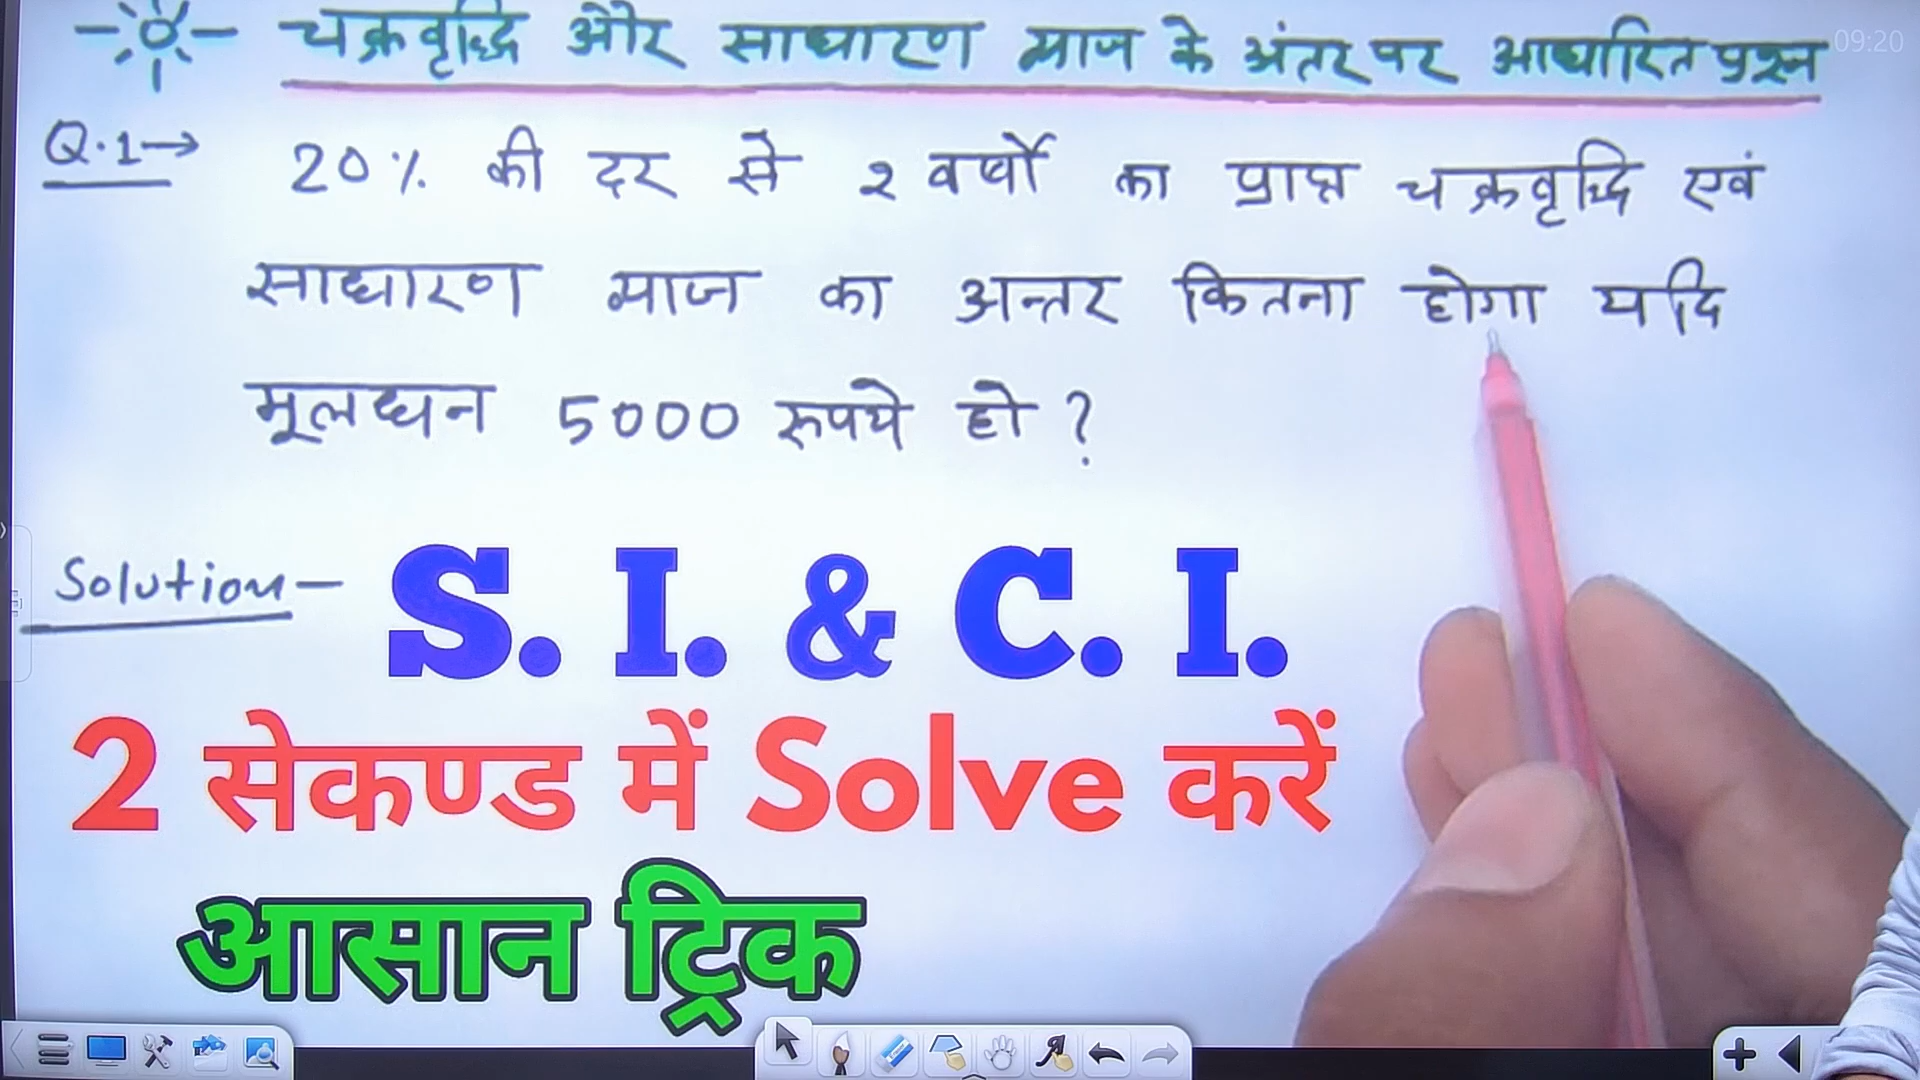 चक्रवृद्धि और साधारण ब्याज के अंतर पर आधारित प्रश्न
09:20
Q.1→ 20% की दर से 2 वर्षो का प्राप्त चक्रवृद्धि एवं
साधारण ब्याज का अन्तर कितना होगा यदि
मूलधन 5000 रुपये हो ?
Solution-
S. I. & C. I.
2 सेकण्ड में Solve करें
आसान ट्रिक